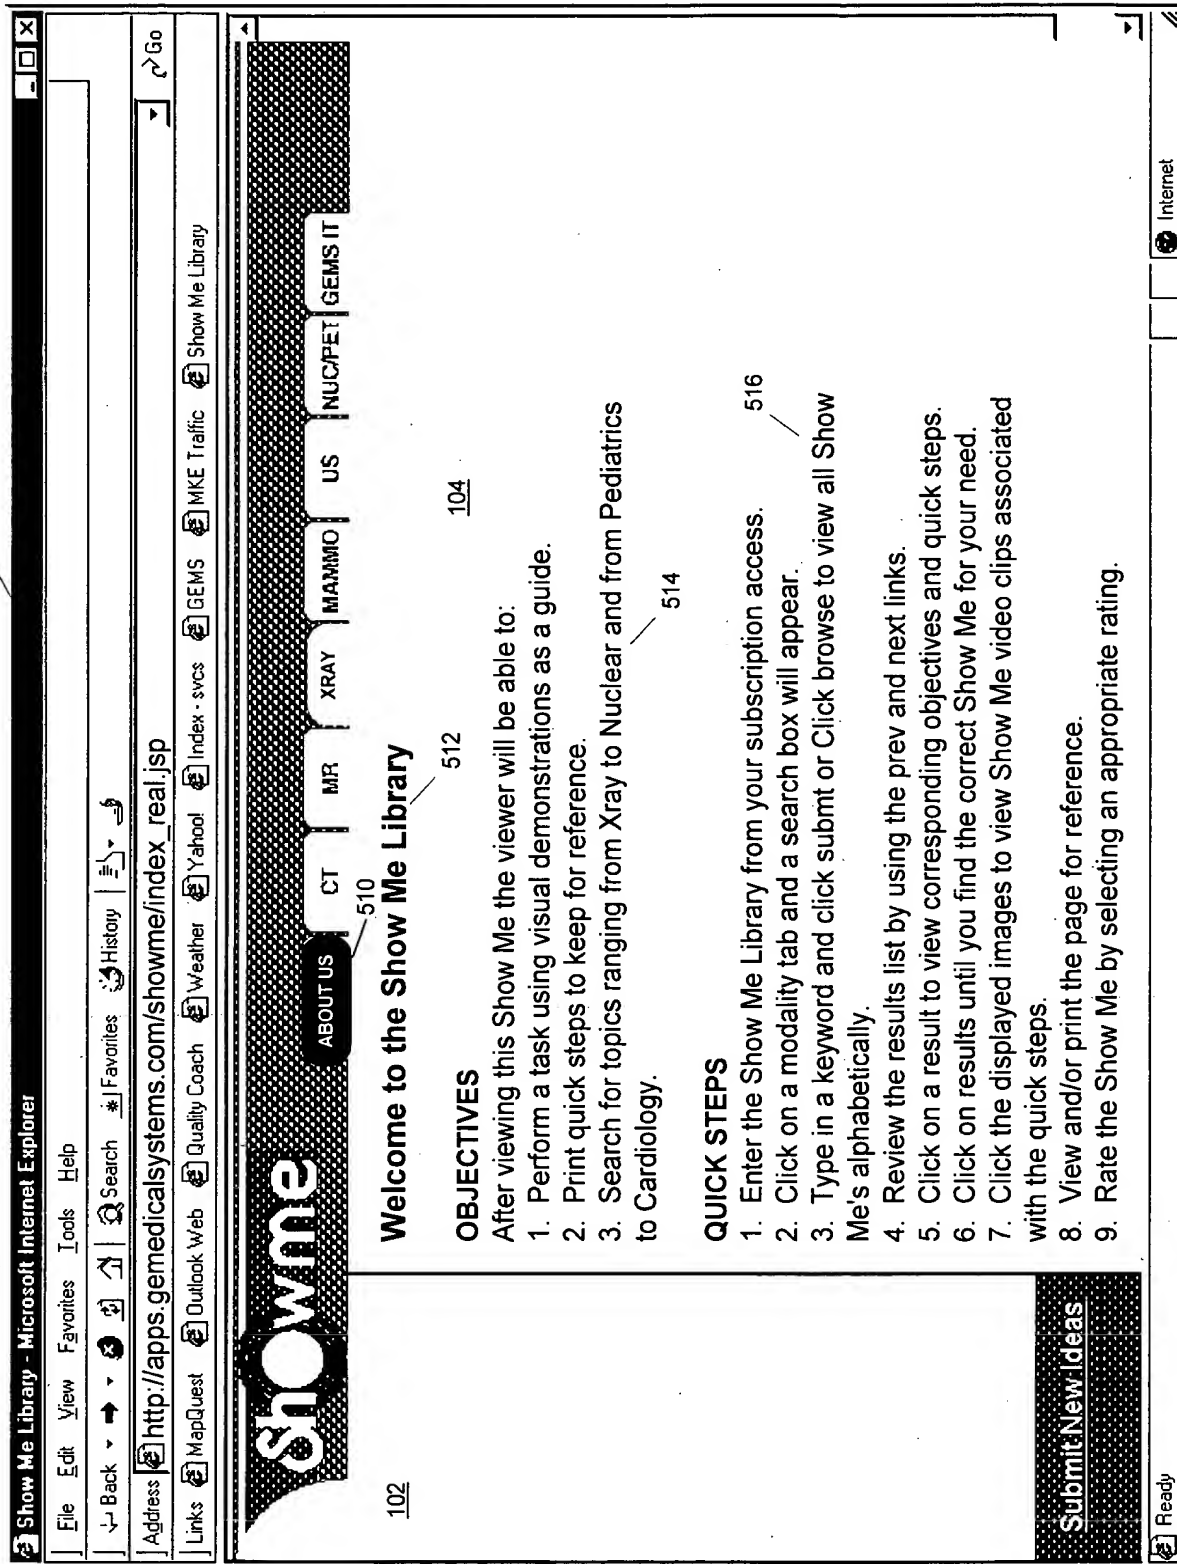 Show Me Library - Microsoft Internet Explorer
File Edit View Favorites Tools Help
Back Search Favorites History
Address http://apps.gemedicalsystems.com/showme/index_real.jsp Go
Links MapQuest Outlook Web Quality Coach Weather Yahoo! Index - svcs GEMS MKE Traffic Show Me Library
Showme
ABOUT US CT MR XRAY MAMMO US NUC/PET GEMS IT
510
102
Welcome to the Show Me Library
512
104
OBJECTIVES
After viewing this Show Me the viewer will be able to:
1. Perform a task using visual demonstrations as a guide.
2. Print quick steps to keep for reference.
3. Search for topics ranging from Xray to Nuclear and from Pediatrics
to Cardiology.
514
QUICK STEPS
516
1. Enter the Show Me Library from your subscription access.
2. Click on a modality tab and a search box will appear.
3. Type in a keyword and click submt or Click browse to view all Show
Me's alphabetically.
4. Review the results list by using the prev and next links.
5. Click on a result to view corresponding objectives and quick steps.
6. Click on results until you find the correct Show Me for your need.
7. Click the displayed images to view Show Me video clips associated
with the quick steps.
8. View and/or print the page for reference.
9. Rate the Show Me by selecting an appropriate rating.
Submit New Ideas
Ready Internet